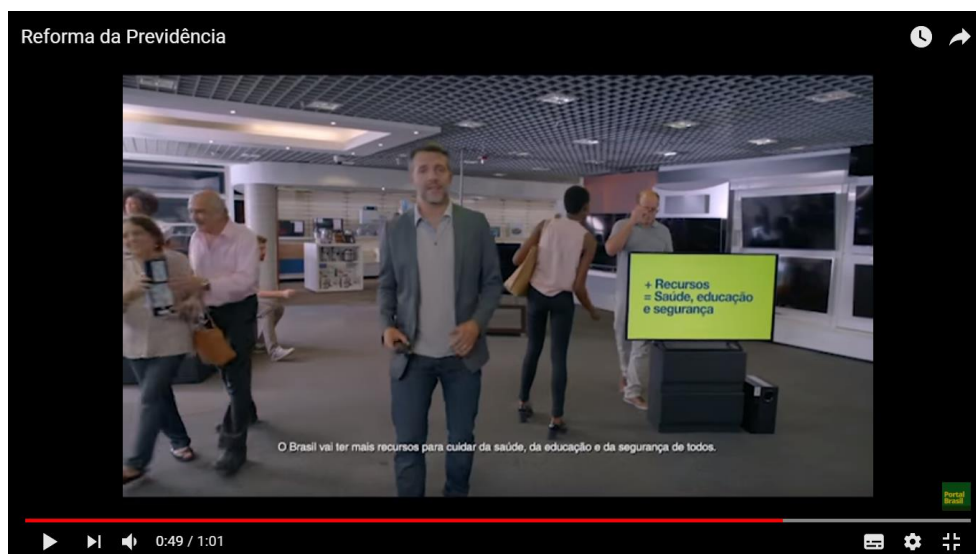 Reforma da Previdência
+ Recursos
= Saúde, educação
e segurança
O Brasil vai ter mais recursos para cuidar da saúde, da educação e da segurança de todos.
Portal
Brasil
0:49 / 1:01